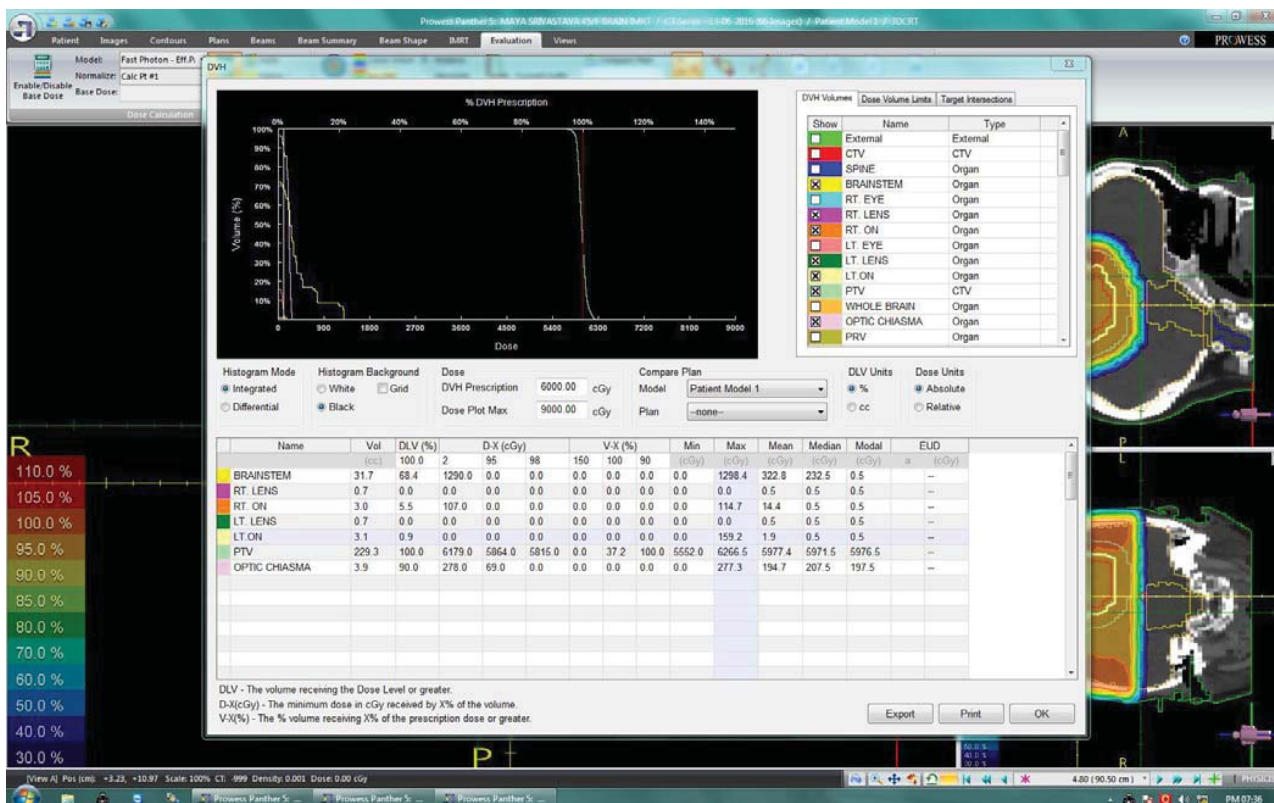 Prowess Panther 5: MAYA SRIVASTAVA 45/F BRAIN IMRT / (CT Series - 13-06-2016 (66 Images) / Patient Model 1 / 3DCRT
Patient Images Contours Plans Beams Beam Summary Beam Shape IMRT Evaluation Views
PROWESS
Enable/Disable Base Dose
Model: Fast Photon - Eff.P.
Normalize: Calc Pt #1
Base Dose:
Dose Calculation
DVH
% DVH Prescription
0% 20% 40% 60% 80% 100% 120% 140%
100%
90%
80%
70%
60%
50%
40%
30%
20%
10%
Volume (%)
0 900 1800 2700 3600 4500 5400 6300 7200 8100 9000
Dose
DVH Volumes Dose Volume Limits Target Intersections
Show Name Type
External External
CTV CTV
SPINE Organ
BRAINSTEM Organ
RT. EYE Organ
RT. LENS Organ
RT. ON Organ
LT. EYE Organ
LT. LENS Organ
LT.ON Organ
PTV CTV
WHOLE BRAIN Organ
OPTIC CHIASMA Organ
PRV Organ
Histogram Mode
Integrated
Differential
Histogram Background
White Grid
Black
Dose
DVH Prescription 6000.00 cGy
Dose Plot Max 9000.00 cGy
Compare Plan
Model Patient Model 1
Plan --none--
DLV Units
%
cc
Dose Units
Absolute
Relative
Name Vol DLV (%) D-X (cGy) V-X (%) Min Max Mean Median Modal EUD
(cc) 100.0 2 95 98 150 100 90 (cGy) (cGy) (cGy) (cGy) (cGy) a (cGy)
BRAINSTEM 31.7 68.4 1290.0 0.0 0.0 0.0 0.0 0.0 0.0 1298.4 322.8 232.5 0.5 --
RT. LENS 0.7 0.0 0.0 0.0 0.0 0.0 0.0 0.0 0.0 0.0 0.5 0.5 0.5 --
RT. ON 3.0 5.5 107.0 0.0 0.0 0.0 0.0 0.0 0.0 114.7 14.4 0.5 0.5 --
LT. LENS 0.7 0.0 0.0 0.0 0.0 0.0 0.0 0.0 0.0 0.0 0.5 0.5 0.5 --
LT.ON 3.1 0.9 0.0 0.0 0.0 0.0 0.0 0.0 0.0 159.2 1.9 0.5 0.5 --
PTV 229.3 100.0 6179.0 5864.0 5815.0 0.0 37.2 100.0 5552.0 6266.5 5977.4 5971.5 5976.5 --
OPTIC CHIASMA 3.9 90.0 278.0 69.0 0.0 0.0 0.0 0.0 0.0 277.3 194.7 207.5 197.5 --
DLV - The volume receiving the Dose Level or greater.
D-X(cGy) - The minimum dose in cGy received by X% of the volume.
V-X(%) - The % volume receiving X% of the prescription dose or greater.
Export Print OK
R
110.0 %
105.0 %
100.0 %
95.0 %
90.0 %
85.0 %
80.0 %
70.0 %
60.0 %
50.0 %
40.0 %
30.0 %
P
A
P
L
R
[View A] Pos (cm): +3.23, +10.97 Scale: 100% CT: -999 Density: 0.001 Dose: 0.00 cGy
4.80 (90.50 cm)
Prowess Panther 5: ... Prowess Panther 5: ... Prowess Panther 5: ...
PM 07:36